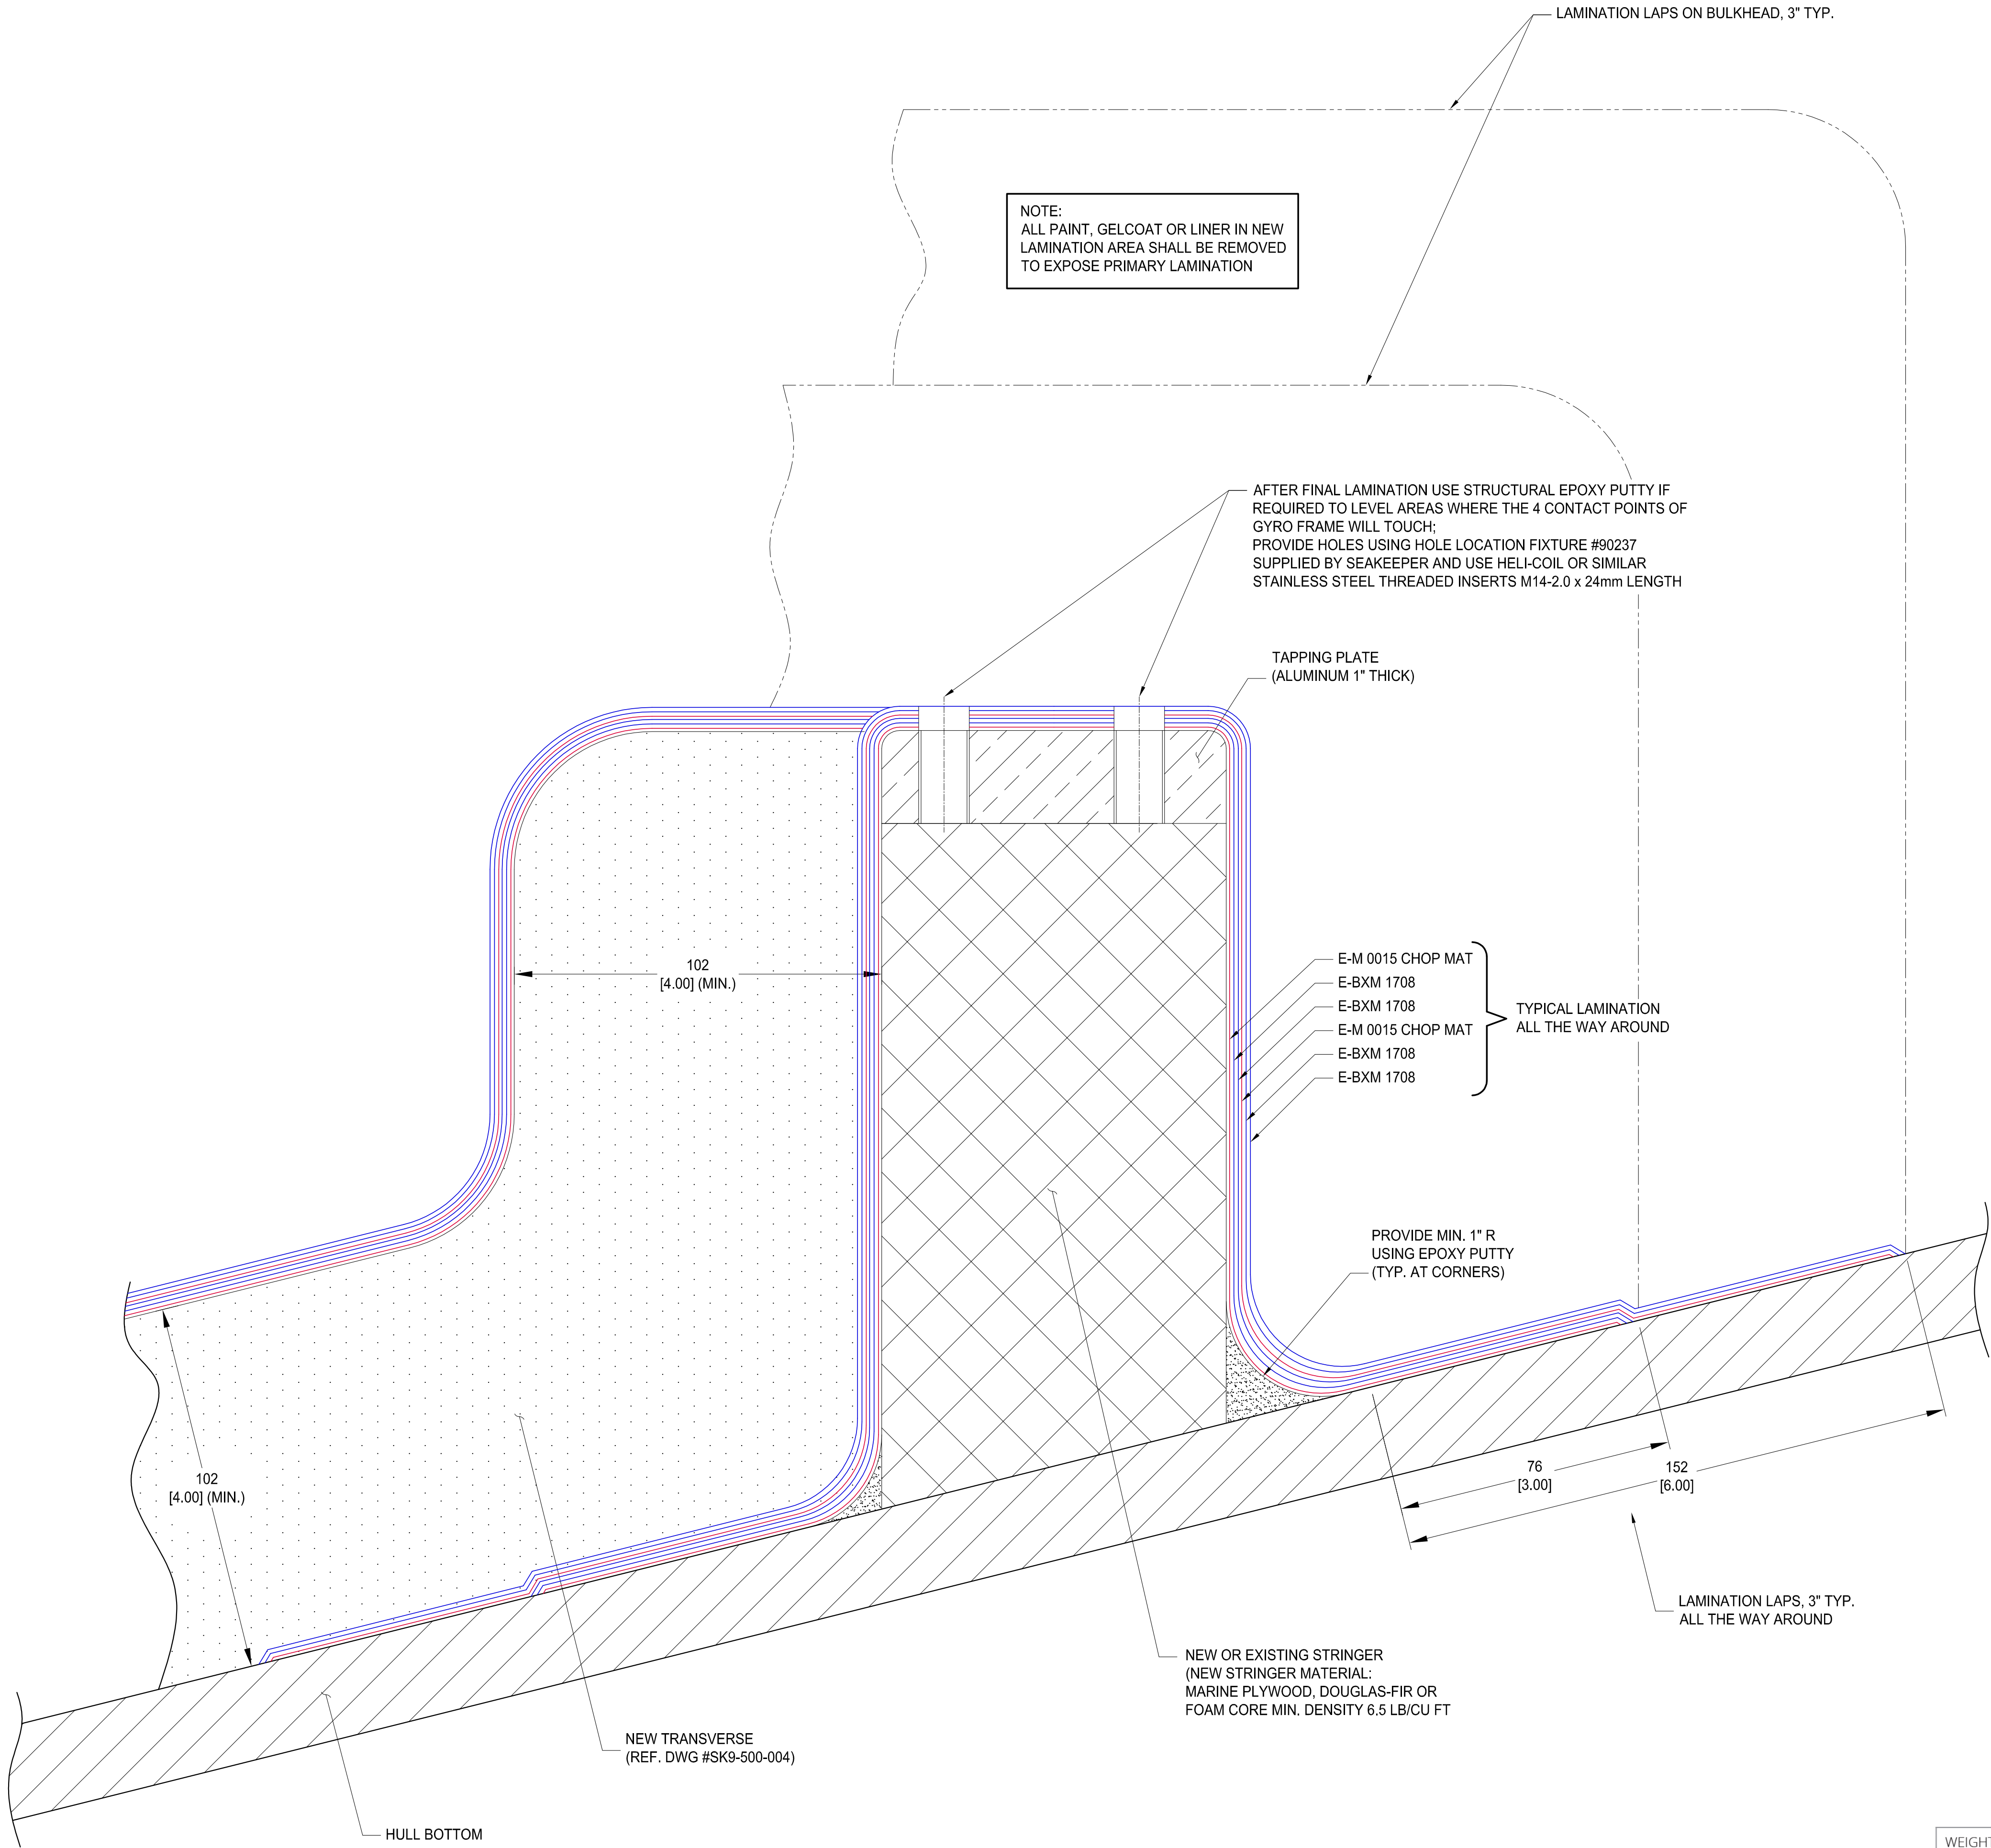 LAMINATION LAPS ON BULKHEAD, 3" TYP.
NOTE:
ALL PAINT, GELCOAT OR LINER IN NEW
LAMINATION AREA SHALL BE REMOVED
TO EXPOSE PRIMARY LAMINATION
AFTER FINAL LAMINATION USE STRUCTURAL EPOXY PUTTY IF
REQUIRED TO LEVEL AREAS WHERE THE 4 CONTACT POINTS OF
GYRO FRAME WILL TOUCH;
PROVIDE HOLES USING HOLE LOCATION FIXTURE #90237
SUPPLIED BY SEAKEEPER AND USE HELI-COIL OR SIMILAR
STAINLESS STEEL THREADED INSERTS M14-2.0 x 24mm LENGTH
TAPPING PLATE
(ALUMINUM 1" THICK)
102
[4.00] (MIN.)
E-M 0015 CHOP MAT
E-BXM 1708
E-BXM 1708
E-M 0015 CHOP MAT
E-BXM 1708
E-BXM 1708
TYPICAL LAMINATION
ALL THE WAY AROUND
PROVIDE MIN. 1" R
USING EPOXY PUTTY
(TYP. AT CORNERS)
102
[4.00] (MIN.)
76
[3.00]
152
[6.00]
LAMINATION LAPS, 3" TYP.
ALL THE WAY AROUND
NEW OR EXISTING STRINGER
(NEW STRINGER MATERIAL:
MARINE PLYWOOD, DOUGLAS-FIR OR
FOAM CORE MIN. DENSITY 6.5 LB/CU FT
NEW TRANSVERSE
(REF. DWG #SK9-500-004)
HULL BOTTOM
WEIGHT